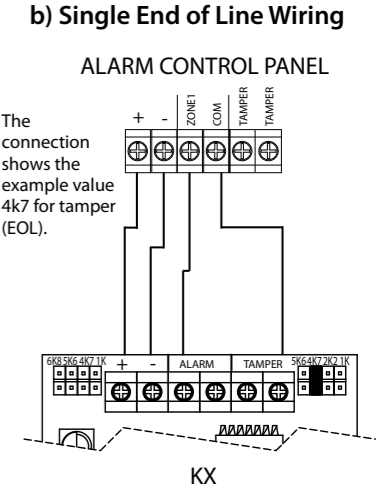 b) Single End of Line Wiring
ALARM CONTROL PANEL
The
connection
shows the
example value
4k7 for tamper
(EOL).
+ - ZONE1 COM TAMPER TAMPER
6K8 5K6 4K7 1K + - ALARM TAMPER 5K6 4K7 2K2 1K
KX